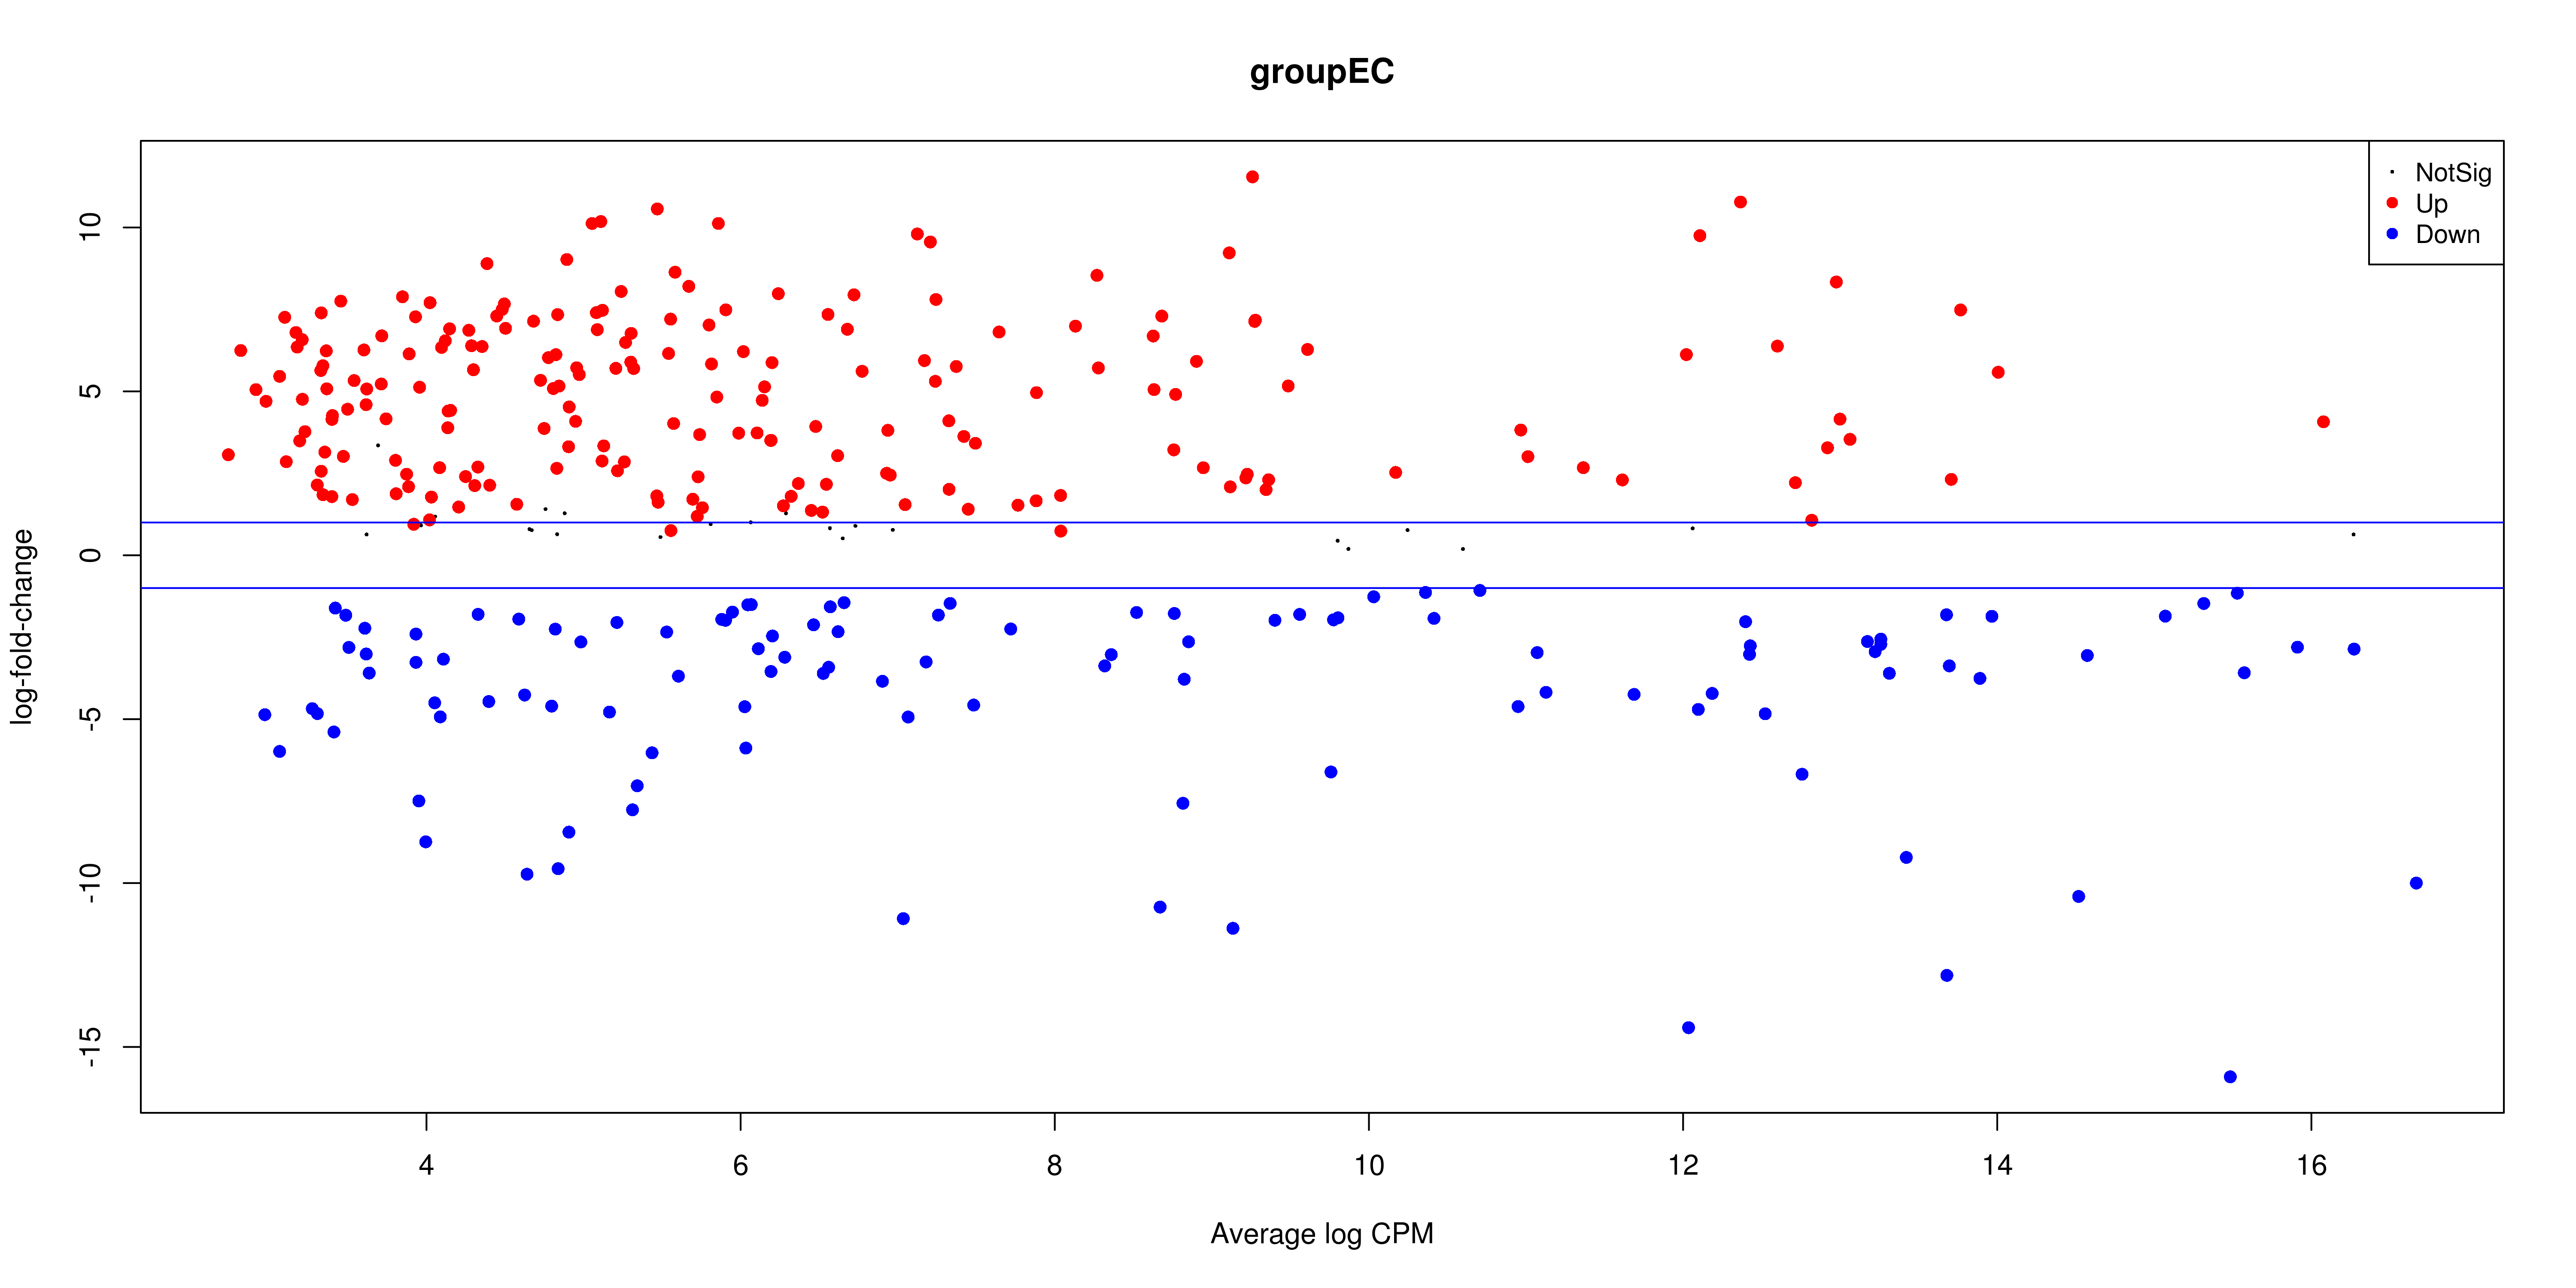 groupEC
NotSig
Up
Down
10
5
0
-5
-10
-15
log-fold-change
4 6 8 10 12 14 16
Average log CPM